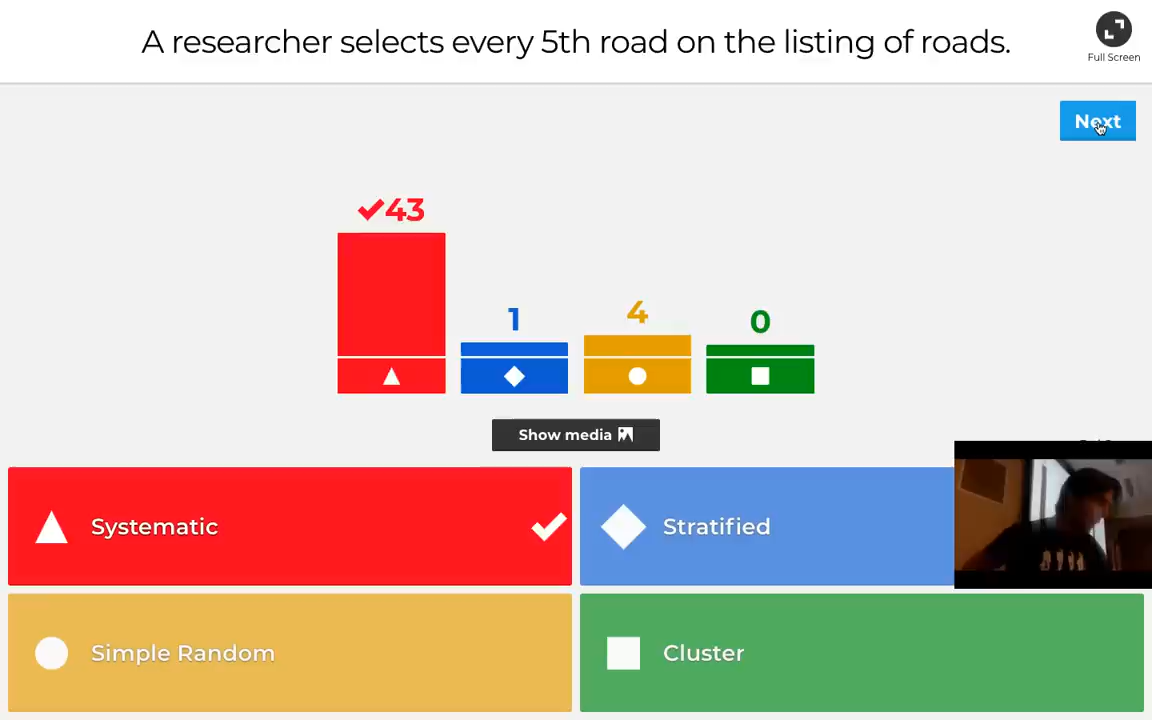 A researcher selects every 5th road on the listing of roads.
Full Screen
Next
43
1
4
0
Show media
Systematic
Stratified
Simple Random
Cluster